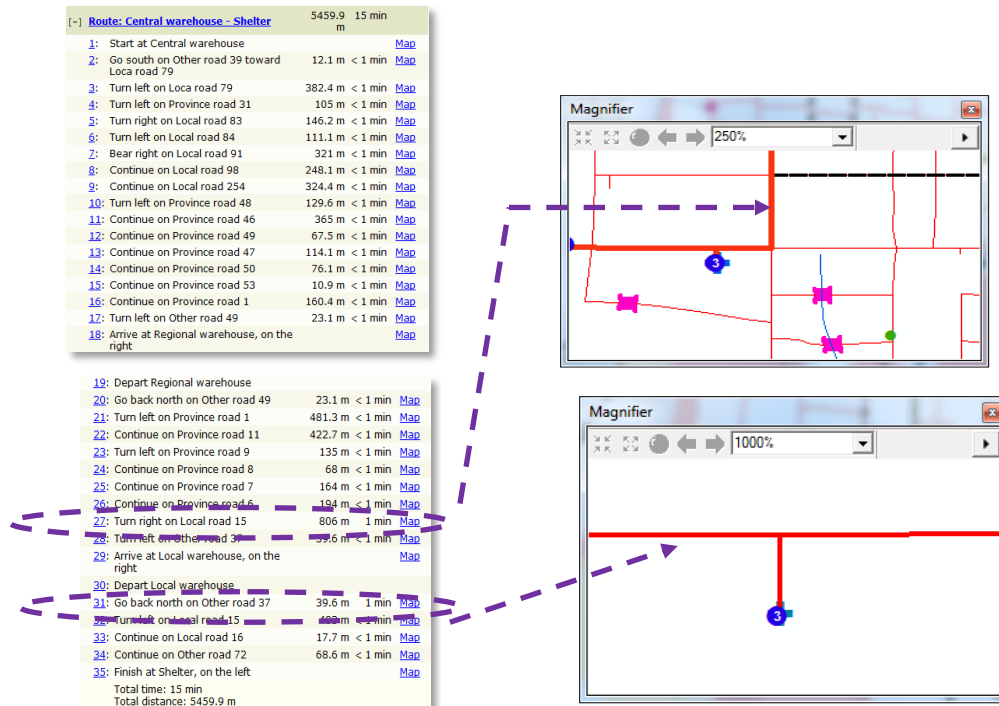 [-] Route: Central warehouse - Shelter 5459.9 m 15 min
1: Start at Central warehouse Map
2: Go south on Other road 39 toward Loca road 79 12.1 m < 1 min Map
3: Turn left on Loca road 79 382.4 m < 1 min Map
4: Turn left on Province road 31 105 m < 1 min Map
5: Turn right on Local road 83 146.2 m < 1 min Map
6: Turn left on Local road 84 111.1 m < 1 min Map
7: Bear right on Local road 91 321 m < 1 min Map
8: Continue on Local road 98 248.1 m < 1 min Map
9: Continue on Local road 254 324.4 m < 1 min Map
10: Turn left on Province road 48 129.6 m < 1 min Map
11: Continue on Province road 46 365 m < 1 min Map
12: Continue on Province road 49 67.5 m < 1 min Map
13: Continue on Province road 47 114.1 m < 1 min Map
14: Continue on Province road 50 76.1 m < 1 min Map
15: Continue on Province road 53 10.9 m < 1 min Map
16: Continue on Province road 1 160.4 m < 1 min Map
17: Turn left on Other road 49 23.1 m < 1 min Map
18: Arrive at Regional warehouse, on the right Map
19: Depart Regional warehouse
20: Go back north on Other road 49 23.1 m < 1 min Map
21: Turn left on Province road 1 481.3 m < 1 min Map
22: Continue on Province road 11 422.7 m < 1 min Map
23: Turn left on Province road 9 135 m < 1 min Map
24: Continue on Province road 8 68 m < 1 min Map
25: Continue on Province road 7 164 m < 1 min Map
26: Continue on Province road 6 194 m < 1 min Map
27: Turn right on Local road 15 806 m 1 min Map
28: Turn left on Other road 37 39.6 m < 1 min Map
29: Arrive at Local warehouse, on the right Map
30: Depart Local warehouse
31: Go back north on Other road 37 39.6 m 1 min Map
32: Turn left on Local road 15 m < 1 min Map
33: Continue on Local road 16 17.7 m < 1 min Map
34: Continue on Other road 72 68.6 m < 1 min Map
35: Finish at Shelter, on the left Map
Total time: 15 min
Total distance: 5459.9 m
Magnifier
250%
3
Magnifier
1000%
3